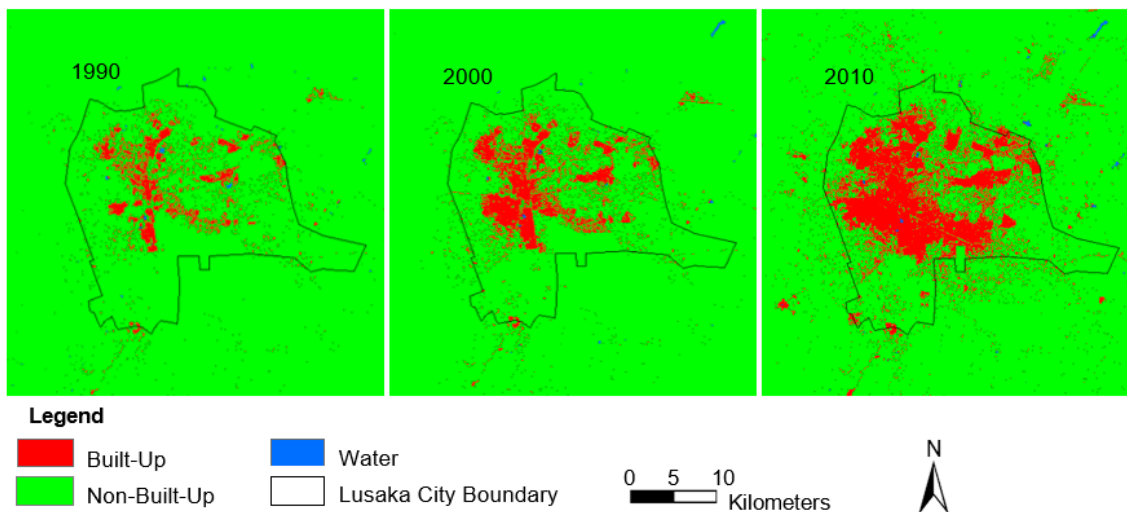 1990
2000
2010
Legend
Built-Up
Water
Non-Built-Up
Lusaka City Boundary
0 5 10
Kilometers
N